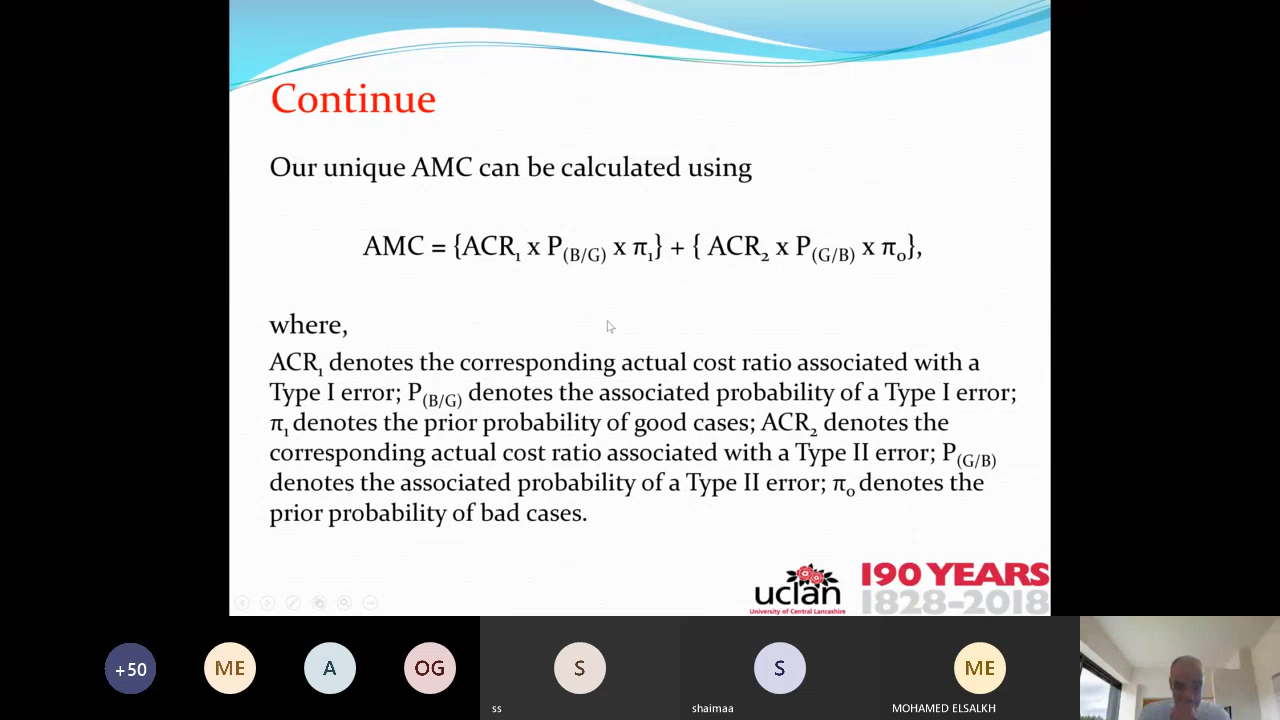 Continue
Our unique AMC can be calculated using
AMC = {ACR₁ x P₍B/G₎ x π₁} + { ACR₂ x P₍G/B₎ x π₀},
where,
ACR₁ denotes the corresponding actual cost ratio associated with a
Type I error; P₍B/G₎ denotes the associated probability of a Type I error;
π₁ denotes the prior probability of good cases; ACR₂ denotes the
corresponding actual cost ratio associated with a Type II error; P₍G/B₎
denotes the associated probability of a Type II error; π₀ denotes the
prior probability of bad cases.
uclan
University of Central Lancashire
190 YEARS
1828–2018
+50
ME
A
OG
S
S
ME
ss
shaimaa
MOHAMED ELSALKH